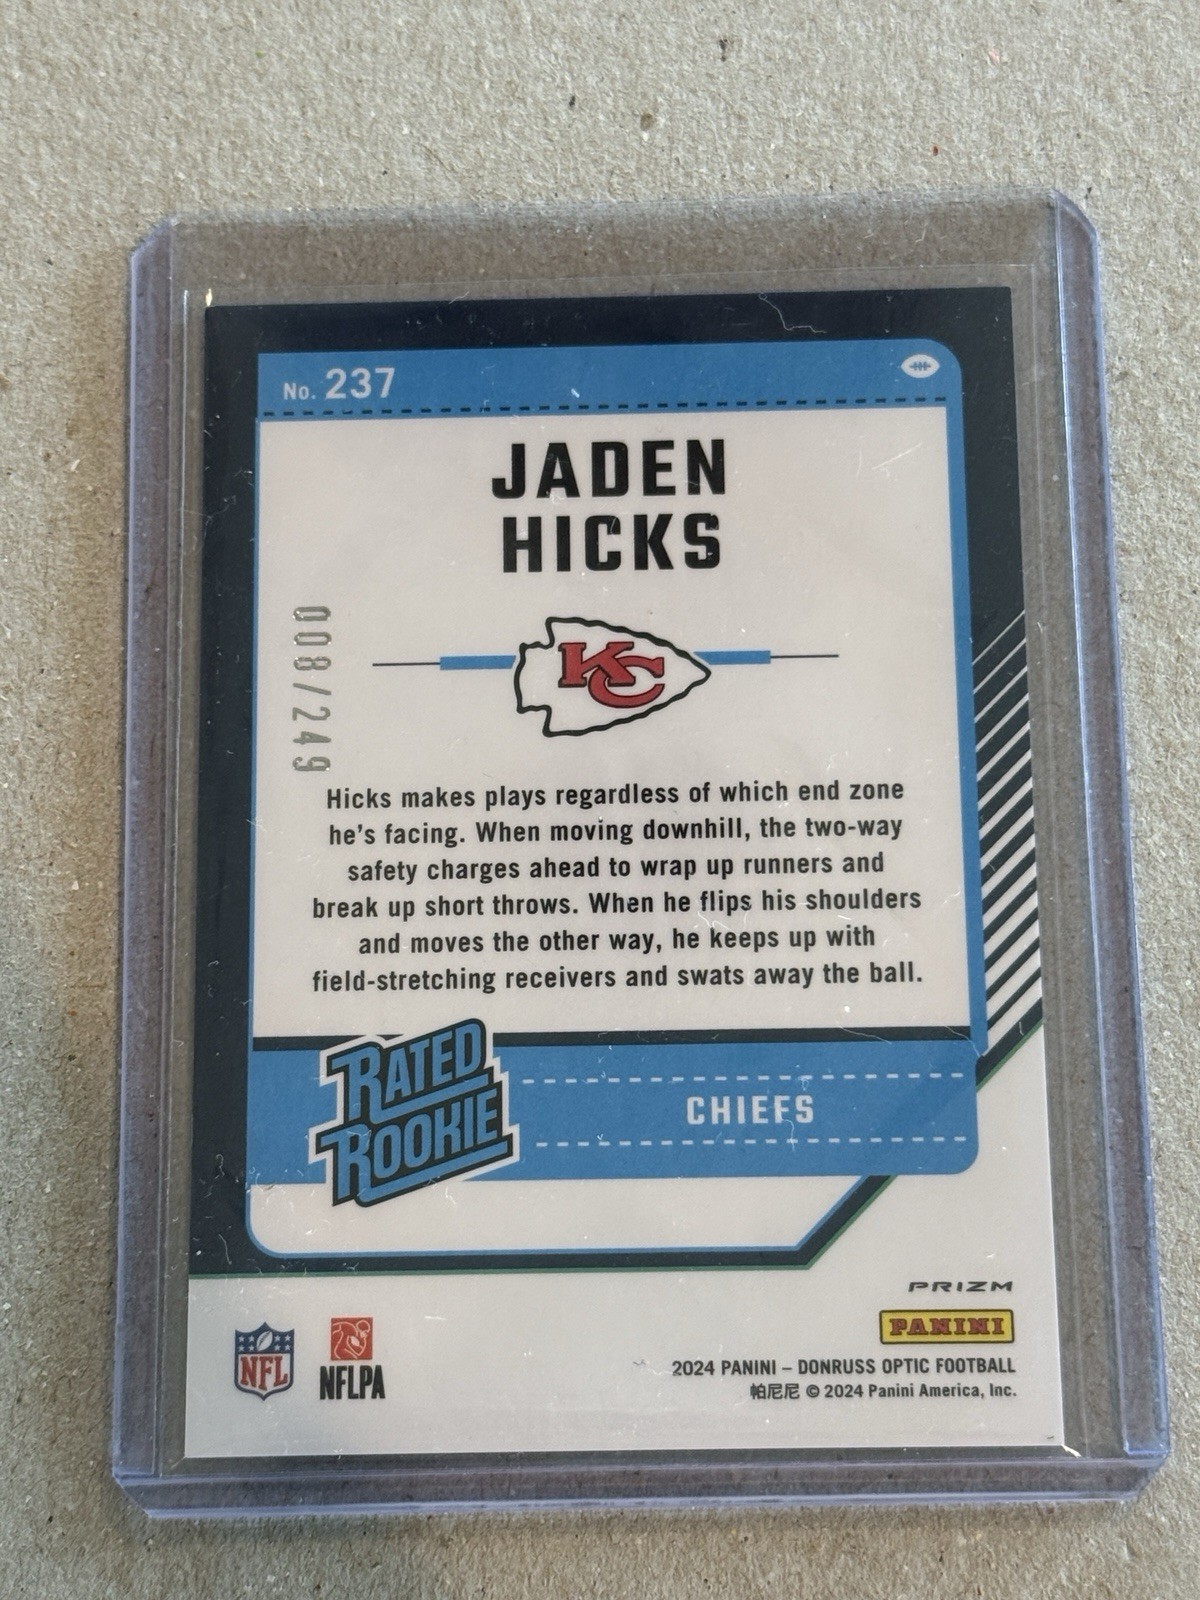 No. 237
JADEN
HICKS
KC
008/249
Hicks makes plays regardless of which end zone
he's facing. When moving downhill, the two-way
safety charges ahead to wrap up runners and
break up short throws. When he flips his shoulders
and moves the other way, he keeps up with
field-stretching receivers and swats away the ball.
RATED
ROOKIE
CHIEFS
PRIZM
PANINI
NFL
NFLPA
2024 PANINI – DONRUSS OPTIC FOOTBALL
帕尼尼 © 2024 Panini America, Inc.